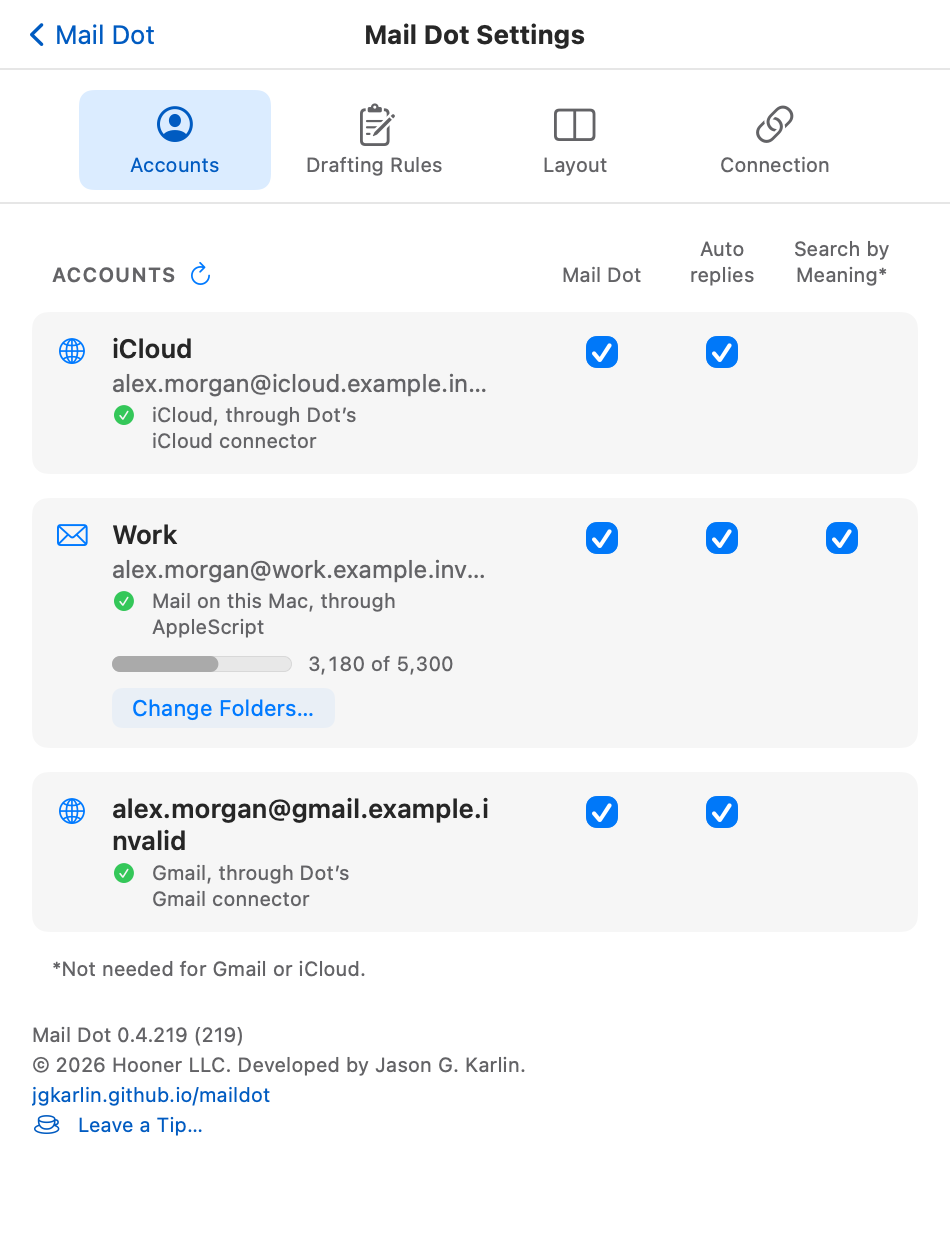 Mail Dot
Mail Dot Settings
Accounts
Drafting Rules
Layout
Connection
ACCOUNTS
Mail Dot
Auto
replies
Search by
Meaning*
iCloud
alex.morgan@icloud.example.in...
iCloud, through Dot’s
iCloud connector
Work
alex.morgan@work.example.inv...
Mail on this Mac, through
AppleScript
3,180 of 5,300
Change Folders...
alex.morgan@gmail.example.i
nvalid
Gmail, through Dot’s
Gmail connector
*Not needed for Gmail or iCloud.
Mail Dot 0.4.219 (219)
© 2026 Hooner LLC. Developed by Jason G. Karlin.
jgkarlin.github.io/maildot
Leave a Tip...